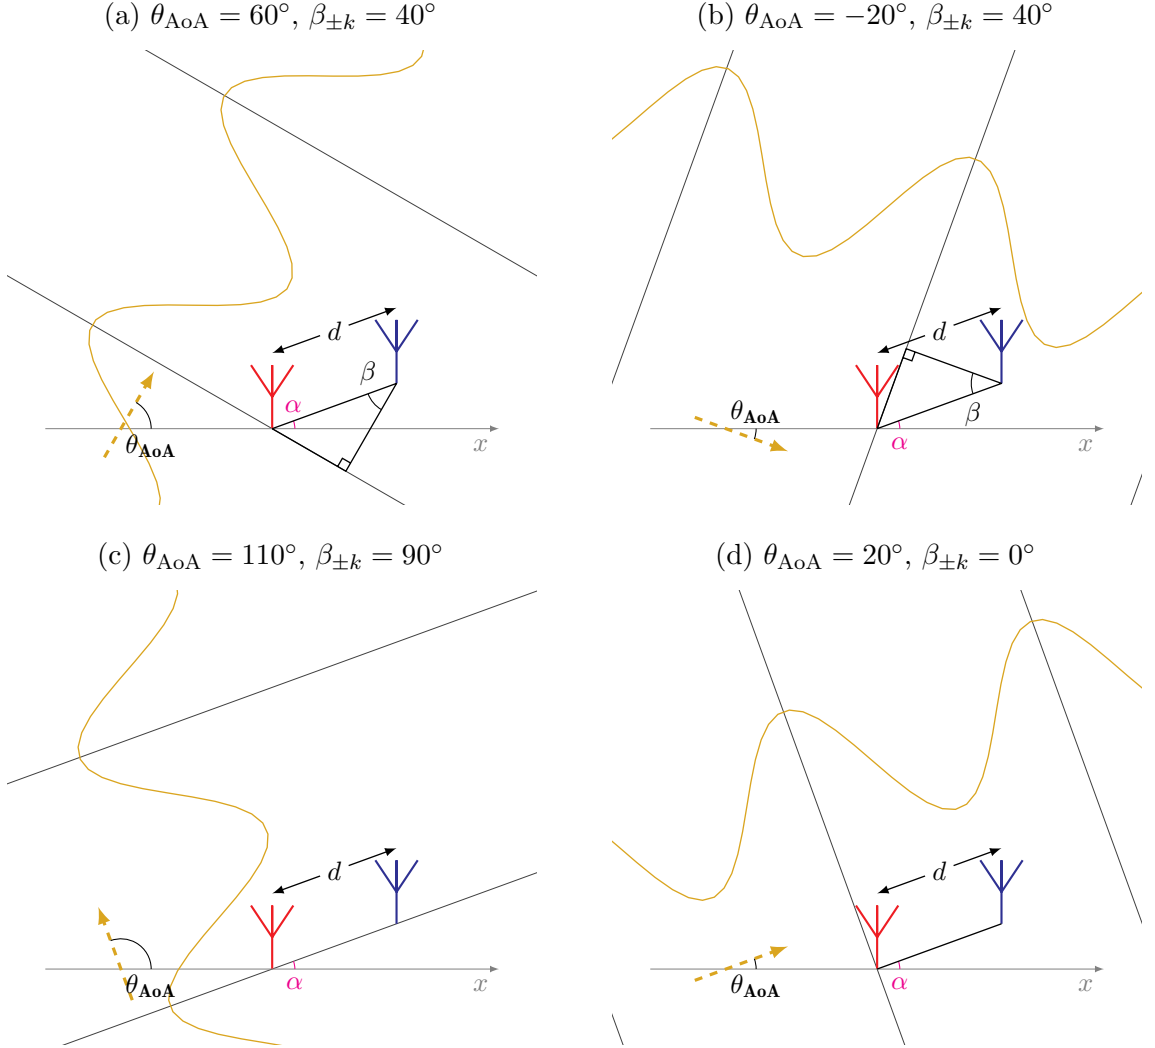 (a) θ_AoA = 60°, β_±k = 40°
(b) θ_AoA = −20°, β_±k = 40°
d
β
α
θ_AoA
x
d
β
α
θ_AoA
x
(c) θ_AoA = 110°, β_±k = 90°
(d) θ_AoA = 20°, β_±k = 0°
d
α
θ_AoA
x
d
α
θ_AoA
x